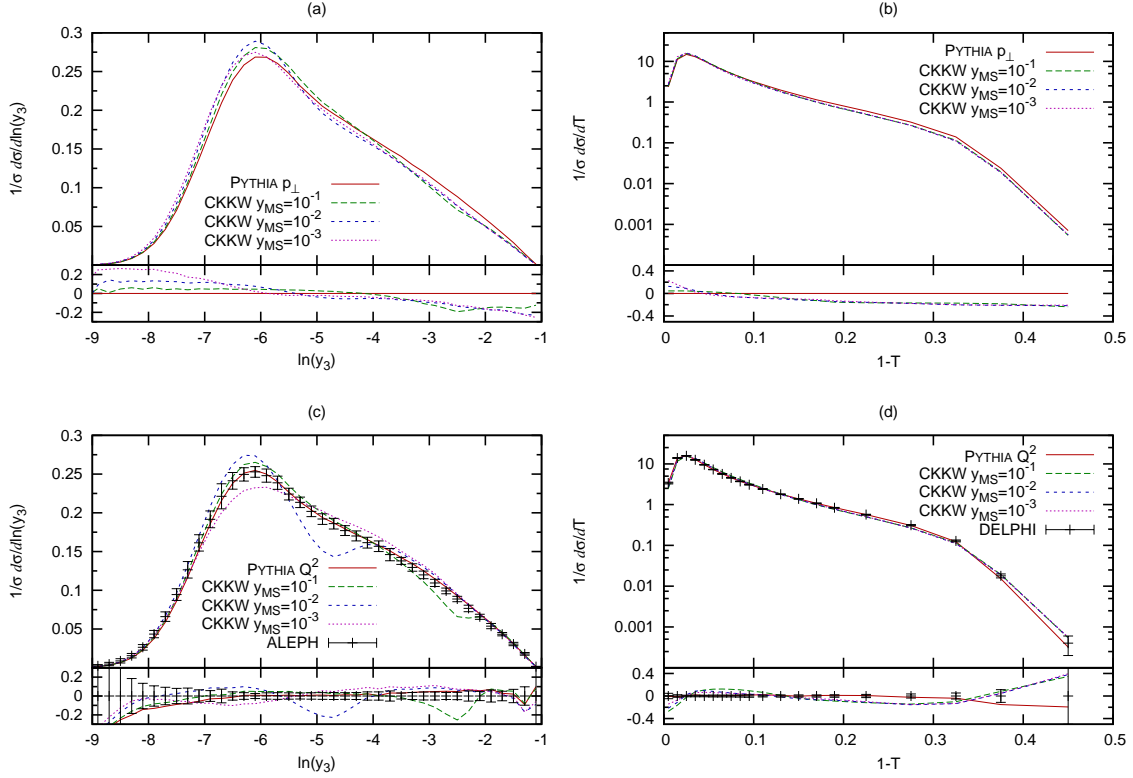 (a)
1/σ dσ/dln(y3)
0.3
0.25
0.2
0.15
0.1
0.05
PYTHIA p⊥
CKKW yMS=10-1
CKKW yMS=10-2
CKKW yMS=10-3
0.2
0
-0.2
-9 -8 -7 -6 -5 -4 -3 -2 -1
ln(y3)
(b)
1/σ dσ/dT
10
1
0.1
0.01
0.001
PYTHIA p⊥
CKKW yMS=10-1
CKKW yMS=10-2
CKKW yMS=10-3
0.4
0
-0.4
0 0.1 0.2 0.3 0.4 0.5
1-T
(c)
1/σ dσ/dln(y3)
0.3
0.25
0.2
0.15
0.1
0.05
PYTHIA Q2
CKKW yMS=10-1
CKKW yMS=10-2
CKKW yMS=10-3
ALEPH
0.2
0
-0.2
-9 -8 -7 -6 -5 -4 -3 -2 -1
ln(y3)
(d)
1/σ dσ/dT
10
1
0.1
0.01
0.001
PYTHIA Q2
CKKW yMS=10-1
CKKW yMS=10-2
CKKW yMS=10-3
DELPHI
0.4
0
-0.4
0 0.1 0.2 0.3 0.4 0.5
1-T